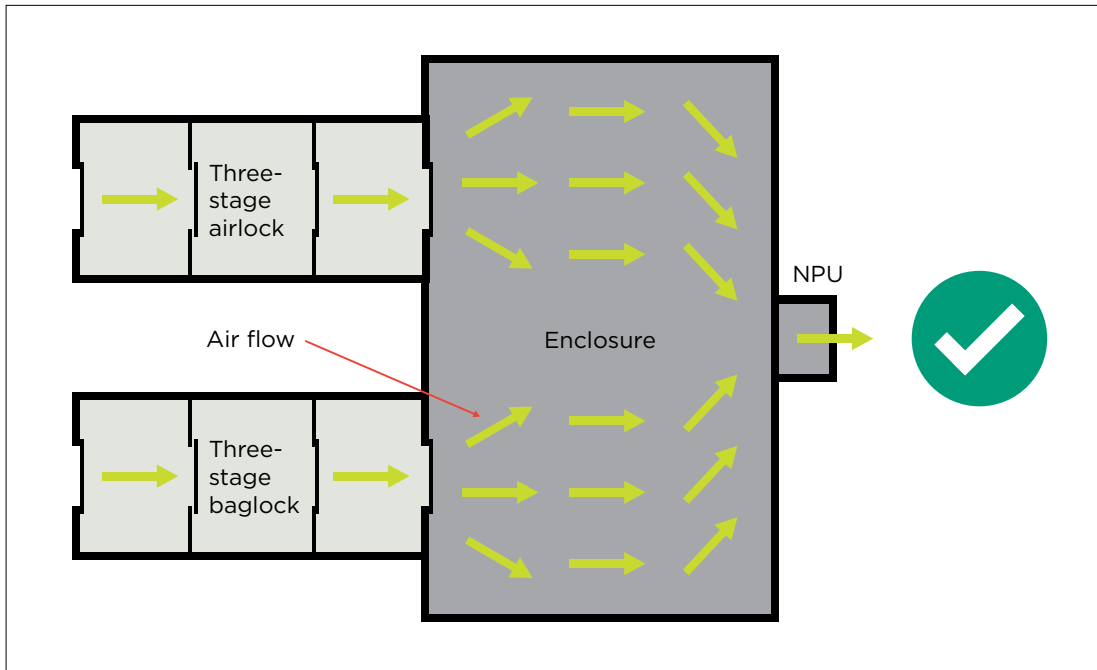 Three-
stage
airlock
NPU
Air flow
Enclosure
Three-
stage
baglock